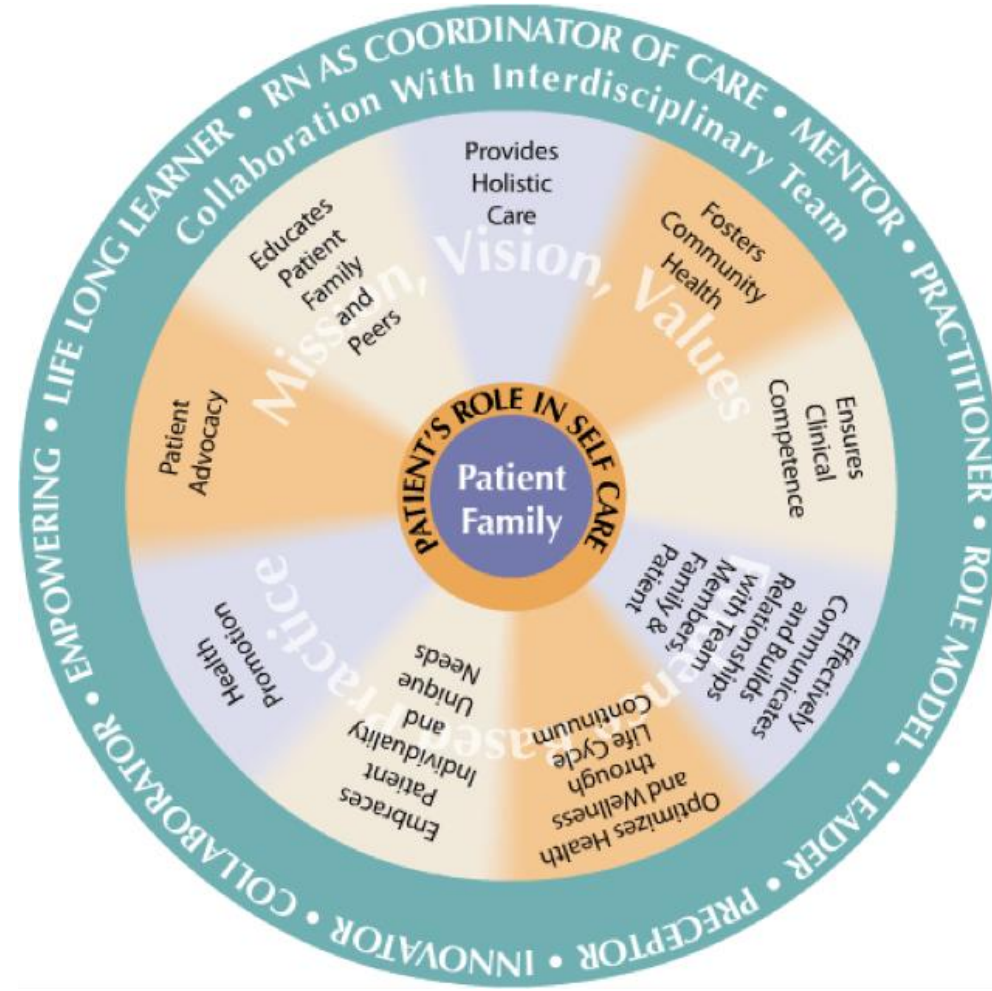 RN AS COORDINATOR OF CARE • MENTOR • PRACTITIONER • ROLE MODEL • LEADER • PRECEPTOR • INNOVATOR • COLLABORATOR • EMPOWERING • LIFE LONG LEARNER •
Collaboration With Interdisciplinary Team
Provides
Holistic
Care
Fosters
Community
Health
Ensures
Clinical
Competence
Effectively
Communicates
and Builds
Relationships
with Team
Members,
Family &
Patient
Optimizes Health
and Wellness
through
Life Cycle
Continuum
Embraces
Patient
Individuality
and
Unique
Needs
Health
Promotion
Patient
Advocacy
Educates
Patient
Family
and
Peers
Mission, Vision, Values
Evidence Based Practice
PATIENT'S ROLE IN SELF CARE
Patient
Family